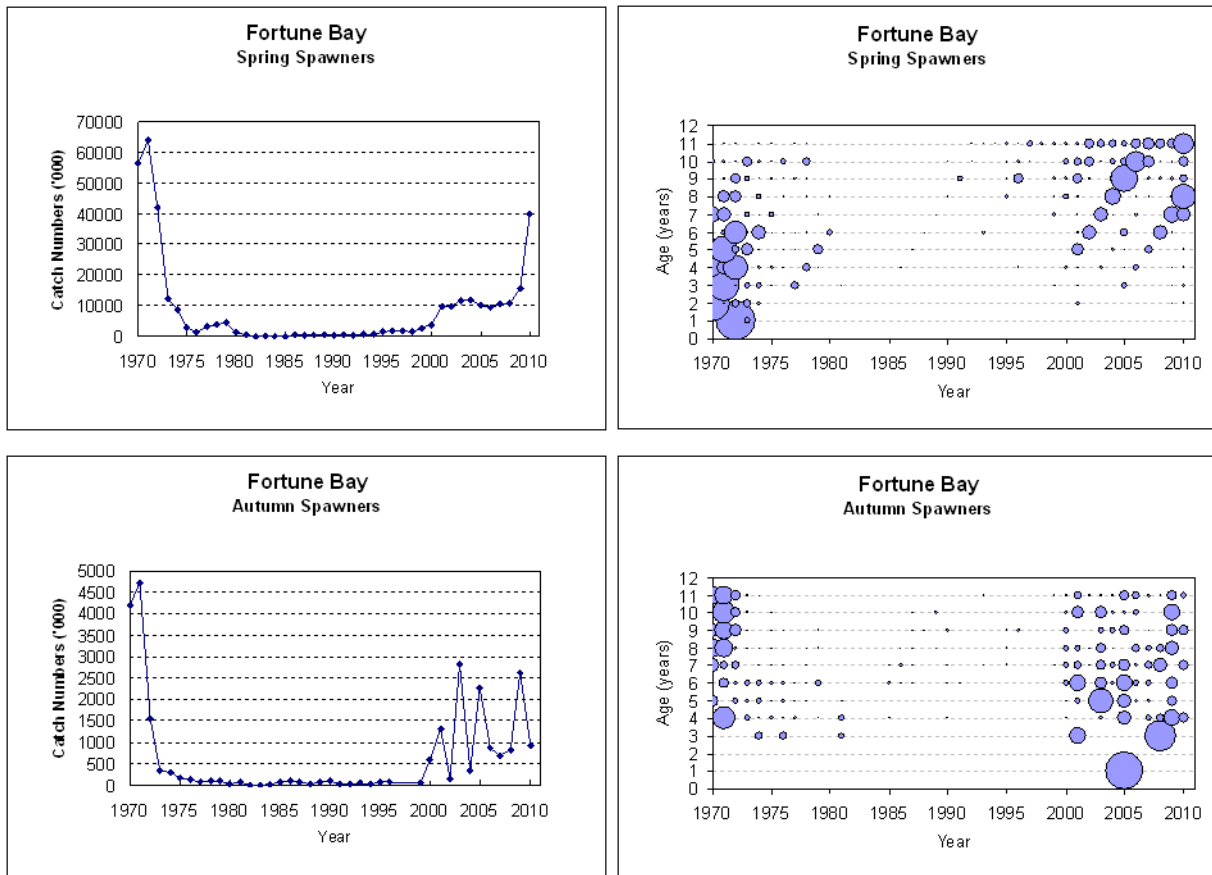 Fortune Bay
Spring Spawners
Catch Numbers ('000)
70000
60000
50000
40000
30000
20000
10000
0
1970 1975 1980 1985 1990 1995 2000 2005 2010
Year
Fortune Bay
Spring Spawners
Age (years)
12
11
10
9
8
7
6
5
4
3
2
1
0
1970 1975 1980 1985 1990 1995 2000 2005 2010
Year
Fortune Bay
Autumn Spawners
Catch Numbers ('000)
5000
4500
4000
3500
3000
2500
2000
1500
1000
500
0
1970 1975 1980 1985 1990 1995 2000 2005 2010
Year
Fortune Bay
Autumn Spawners
Age (years)
12
11
10
9
8
7
6
5
4
3
2
1
0
1970 1975 1980 1985 1990 1995 2000 2005 2010
Year